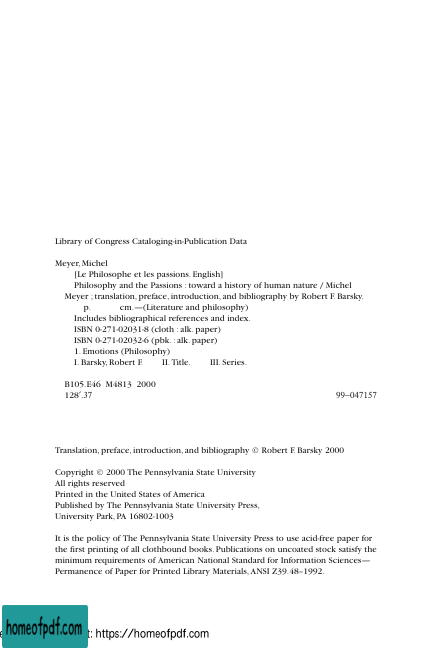 Library of Congress Cataloging-in-Publication Data
Meyer, Michel
[Le Philosophe et les passions. English]
Philosophy and the Passions : toward a history of human nature / Michel
Meyer ; translation, preface, introduction, and bibliography by Robert F. Barsky.
p. cm.—(Literature and philosophy)
Includes bibliographical references and index.
ISBN 0-271-02031-8 (cloth : alk. paper)
ISBN 0-271-02032-6 (pbk. : alk. paper)
1. Emotions (Philosophy)
I. Barsky, Robert F. II. Title. III. Series.
B105.E46 M4813 2000
128′.37 99–047157
Translation, preface, introduction, and bibliography © Robert F. Barsky 2000
Copyright © 2000 The Pennsylvania State University
All rights reserved
Printed in the United States of America
Published by The Pennsylvania State University Press,
University Park, PA 16802-1003
It is the policy of The Pennsylvania State University Press to use acid-free paper for
the first printing of all clothbound books. Publications on uncoated stock satisfy the
minimum requirements of American National Standard for Information Sciences—
Permanence of Paper for Printed Library Materials, ANSI Z39.48–1992.
homeofpdf.com
t: https://homeofpdf.com